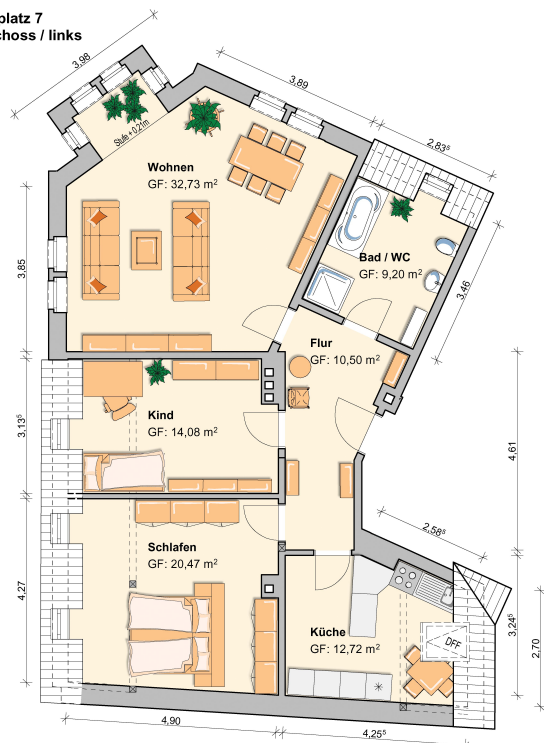 platz 7
choss / links
3,98
3,89
2,83⁵
Stufe + 0,21m
Wohnen
GF: 32,73 m²
Bad / WC
GF: 9,20 m²
3,85
3,46
Flur
GF: 10,50 m²
Kind
GF: 14,08 m²
3,13⁵
4,61
2,58⁵
Schlafen
GF: 20,47 m²
4,27
Küche
GF: 12,72 m²
DFF
3,24⁵
2,70
4,90
4,25⁵